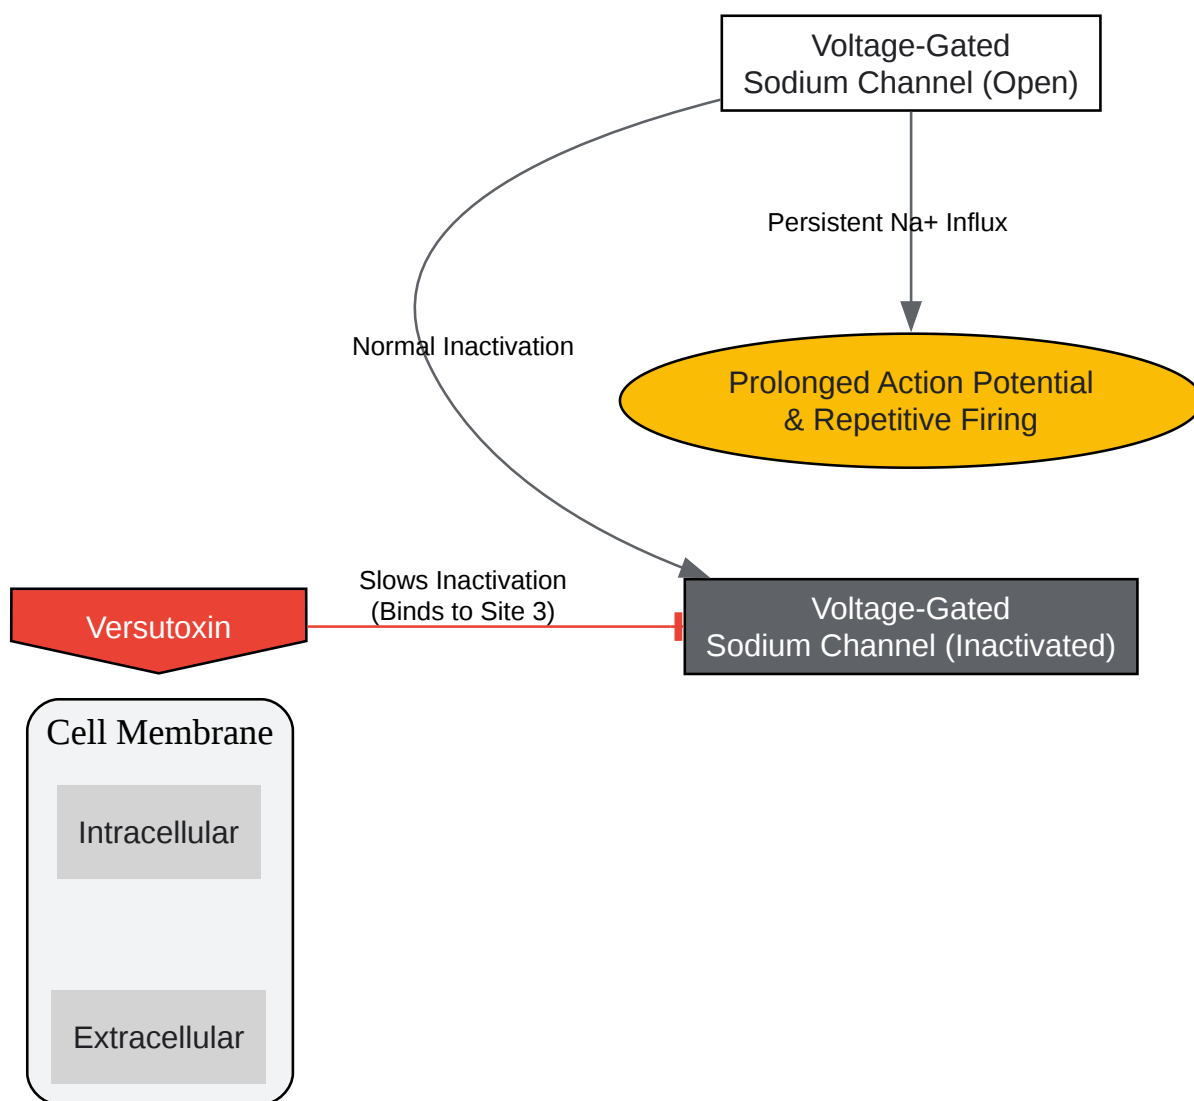 Voltage-Gated
Sodium Channel (Open)
Persistent Na+ Influx
Normal Inactivation
Prolonged Action Potential
& Repetitive Firing
Slows Inactivation
(Binds to Site 3)
Versutoxin
Voltage-Gated
Sodium Channel (Inactivated)
Cell Membrane
Intracellular
Extracellular